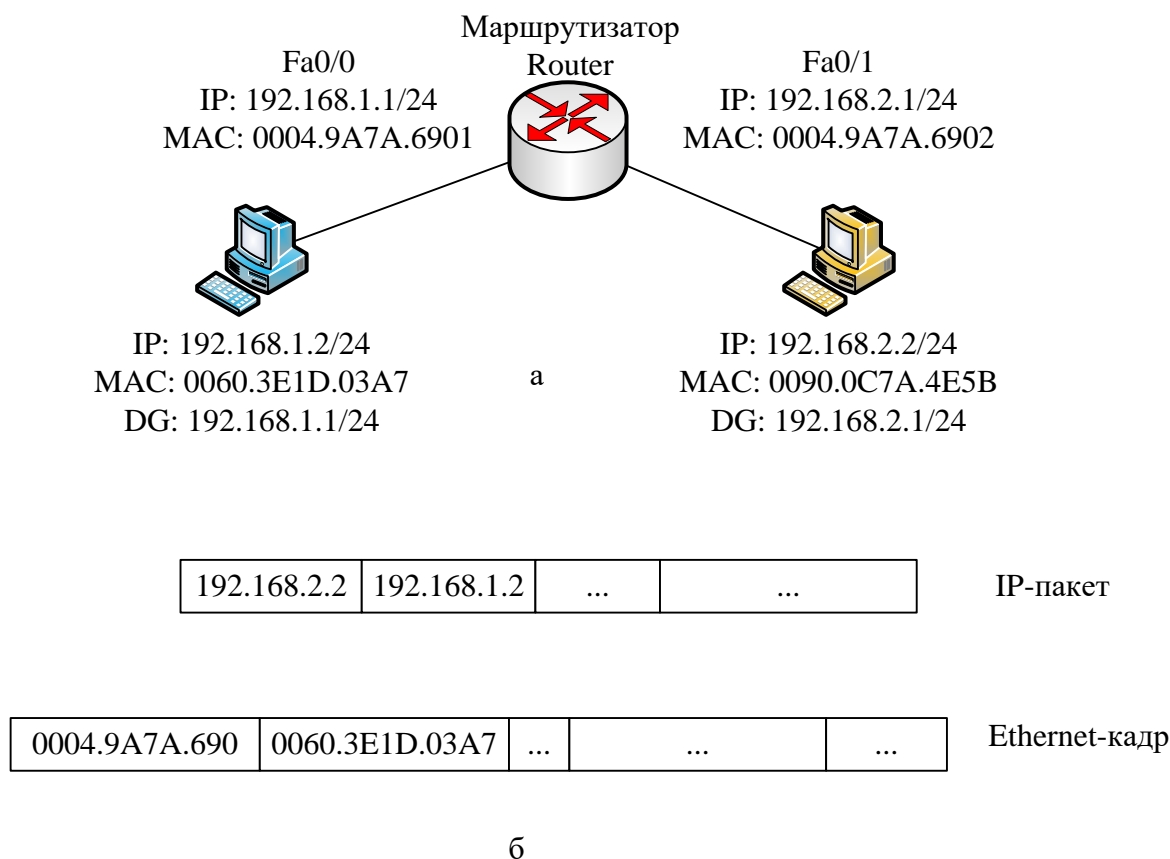 Маршрутизатор
Router
Fa0/0
IP: 192.168.1.1/24
MAC: 0004.9A7A.6901
Fa0/1
IP: 192.168.2.1/24
MAC: 0004.9A7A.6902
IP: 192.168.1.2/24
MAC: 0060.3E1D.03A7
DG: 192.168.1.1/24
а
IP: 192.168.2.2/24
MAC: 0090.0C7A.4E5B
DG: 192.168.2.1/24
192.168.2.2 192.168.1.2 ... ... IP-пакет
0004.9A7A.690 0060.3E1D.03A7 ... ... ... Ethernet-кадр
б